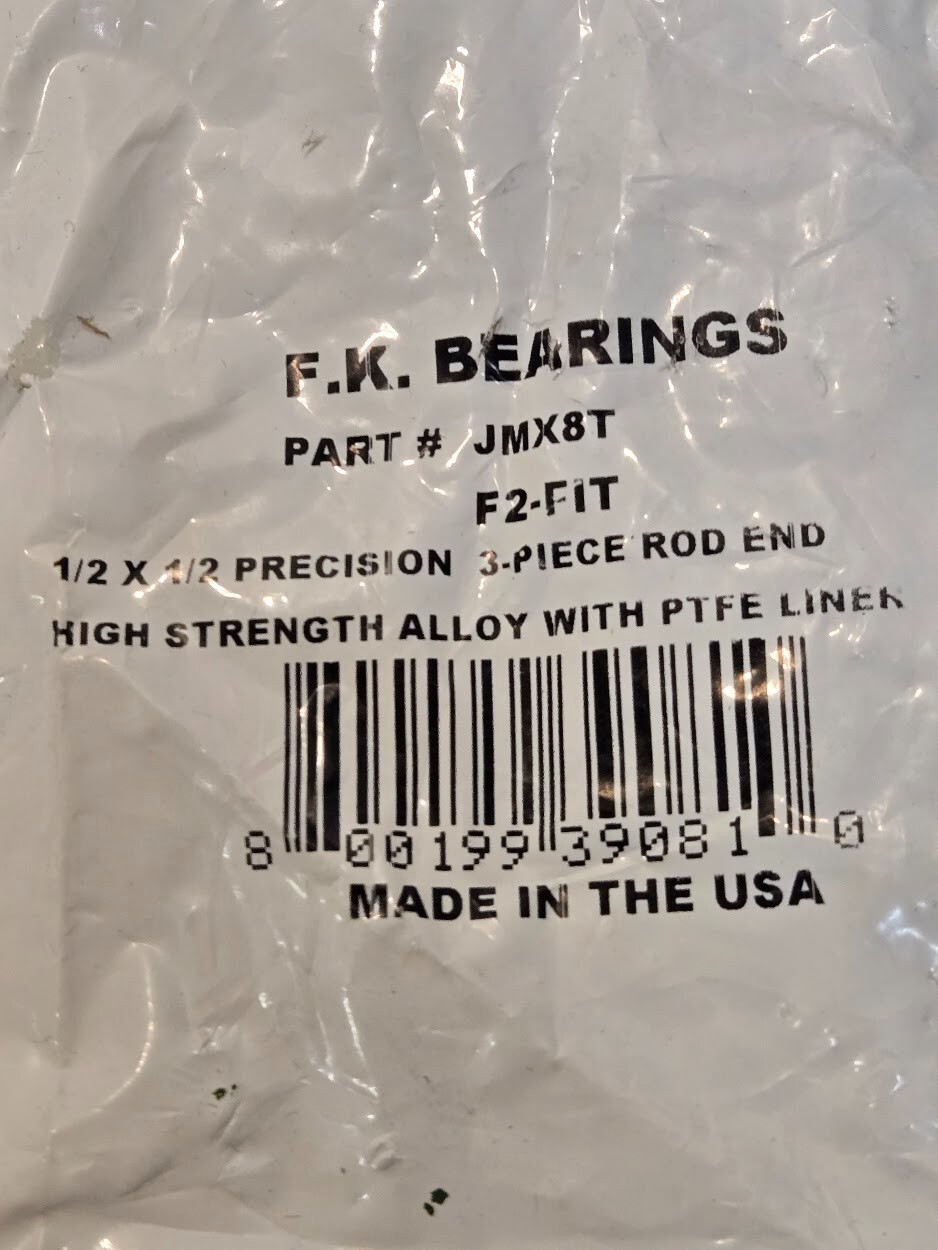 F.K. BEARINGS
PART # JMX8T
F2-FIT
1/2 X 1/2 PRECISION 3-PIECE ROD END
HIGH STRENGTH ALLOY WITH PTFE LINER
8 00199 39081 0
MADE IN THE USA